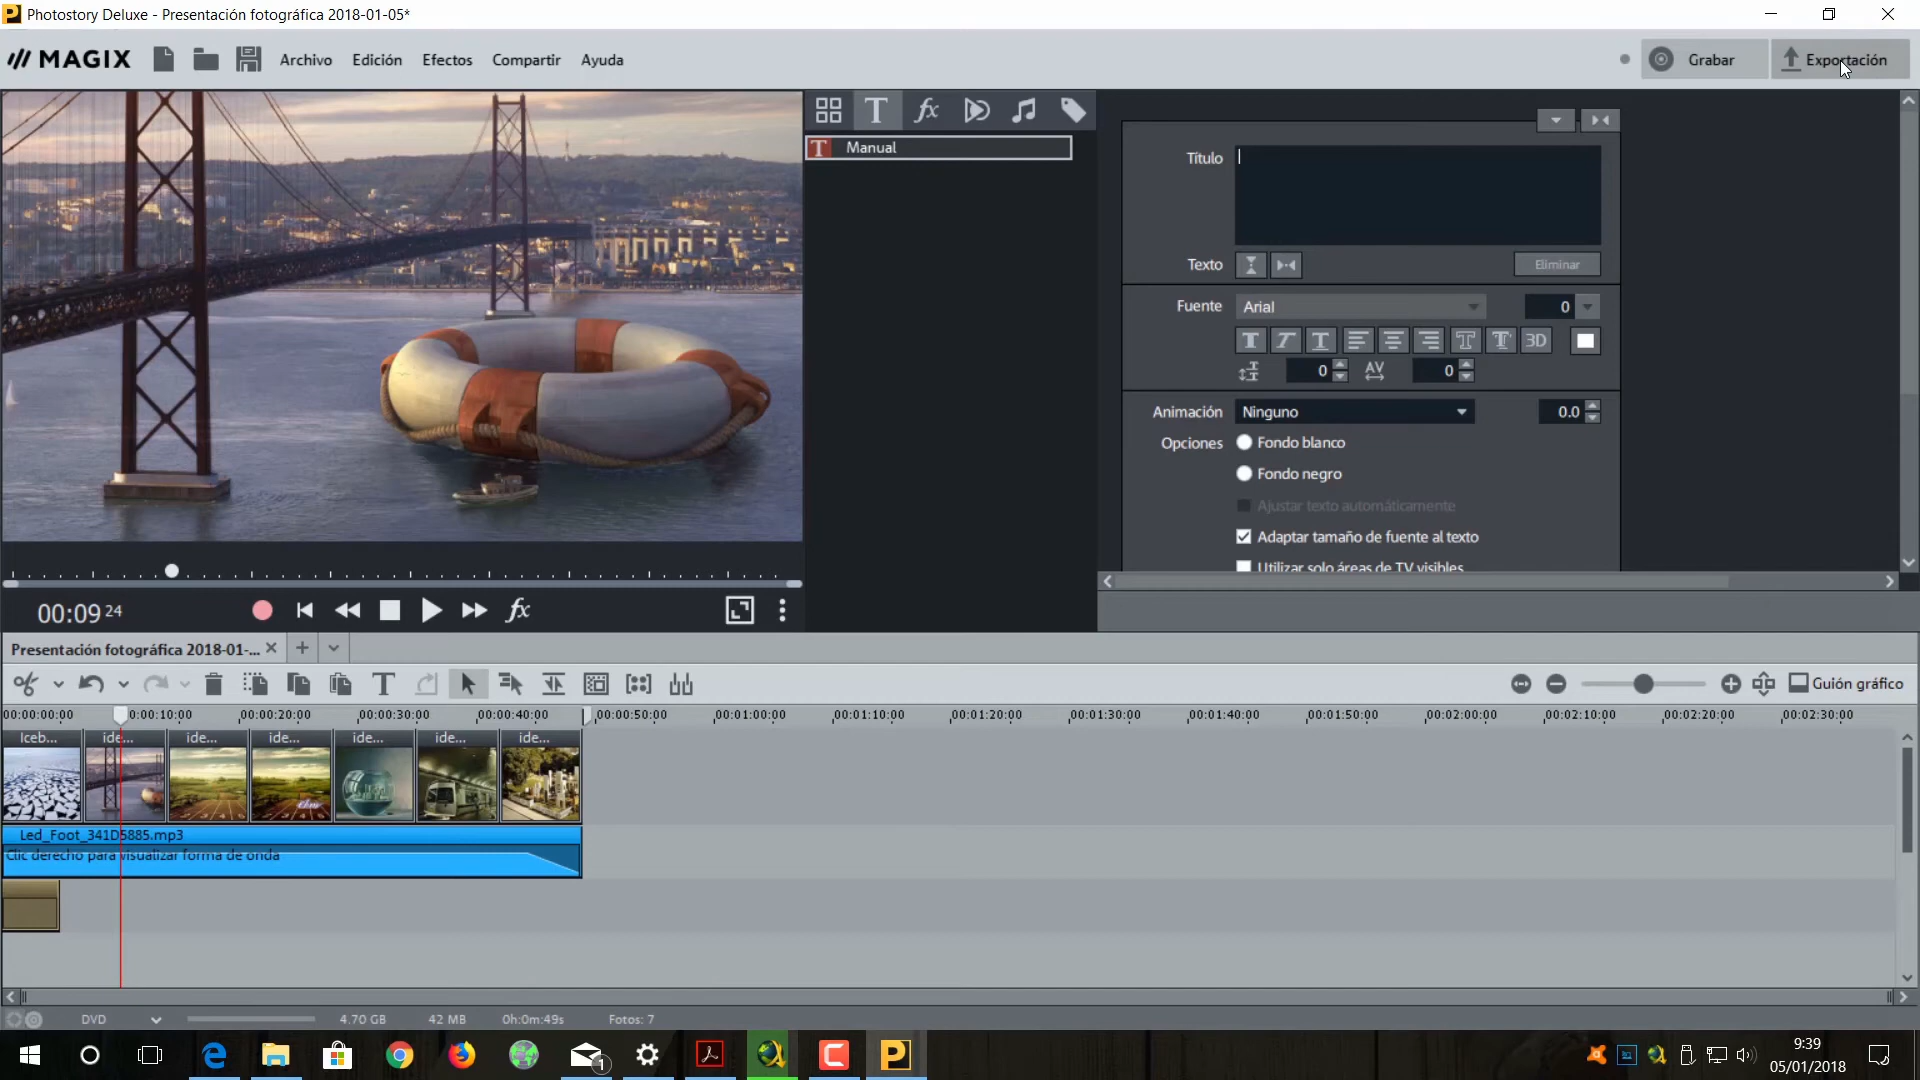 Photostory Deluxe - Presentación fotográfica 2018-01-05*
MAGIX
Archivo
Edición
Efectos
Compartir
Ayuda
Grabar
Exportación
T
fx
T Manual
Título
Texto
Eliminar
Fuente
Arial
0
T T T
3D
0
AV
0
Animación
Ninguno
0.0
Opciones
Fondo blanco
Fondo negro
Ajustar texto automáticamente
Adaptar tamaño de fuente al texto
Utilizar solo áreas de TV visibles
00:09 24
fx
Presentación fotográfica 2018-01-...
T
Guión gráfico
00:00:00:00
0:00:10:00
00:00:20:00
00:00:30:00
00:00:40:00
00:00:50:00
00:01:00:00
00:01:10:00
00:01:20:00
00:01:30:00
00:01:40:00
00:01:50:00
00:02:00:00
00:02:10:00
00:02:20:00
00:02:30:00
Iceb...
ide...
ide...
ide...
ide...
ide...
ide...
Led_Foot_341D5885.mp3
Clic derecho para visualizar forma de onda
DVD
4.70 GB
42 MB
0h:0m:49s
Fotos: 7
1
9:39
05/01/2018